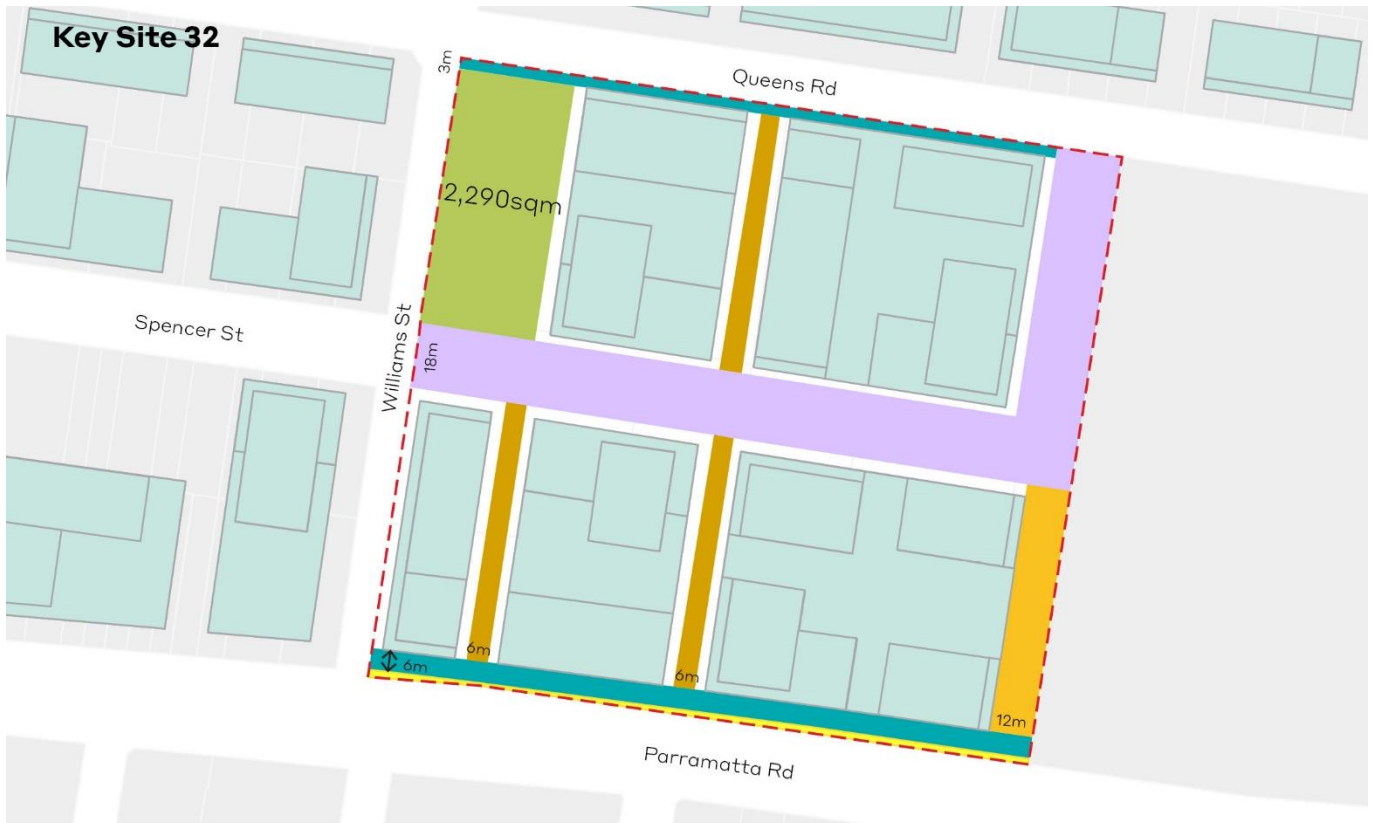 Key Site 32
3m
Queens Rd
2,290sqm
Spencer St
Williams St
18m
6m
6m
6m
12m
Parramatta Rd